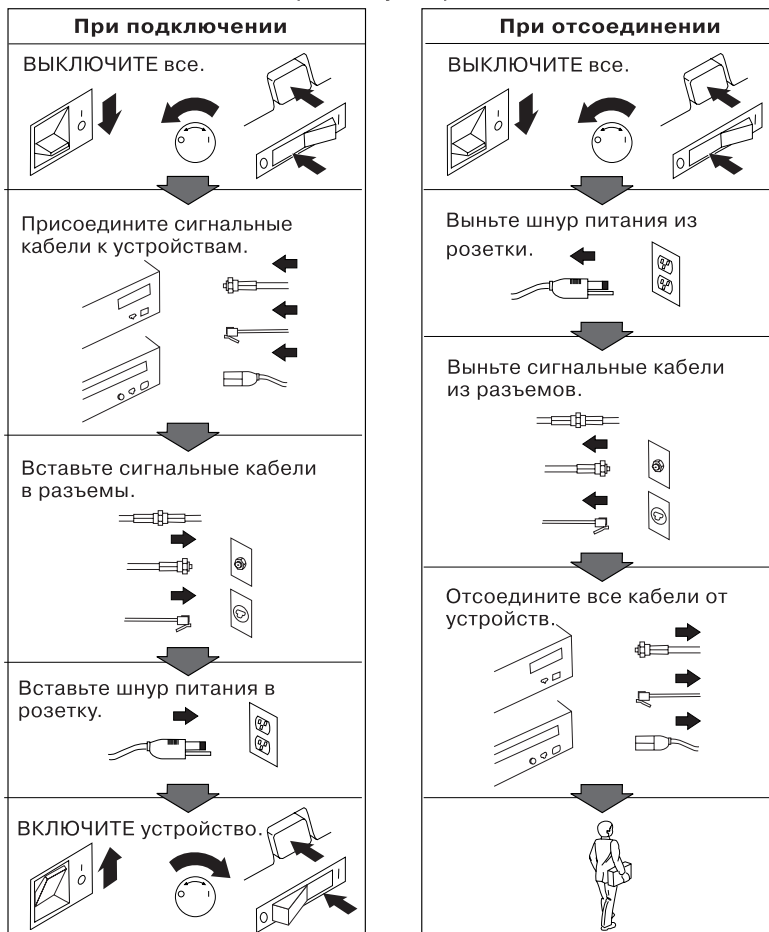 При подключении
ВЫКЛЮЧИТЕ все.
Присоедините сигнальные
кабели к устройствам.
Вставьте сигнальные кабели
в разъемы.
Вставьте шнур питания в
розетку.
ВКЛЮЧИТЕ устройство.
При отсоединении
ВЫКЛЮЧИТЕ все.
Выньте шнур питания из
розетки.
Выньте сигнальные кабели
из разъемов.
Отсоедините все кабели от
устройств.